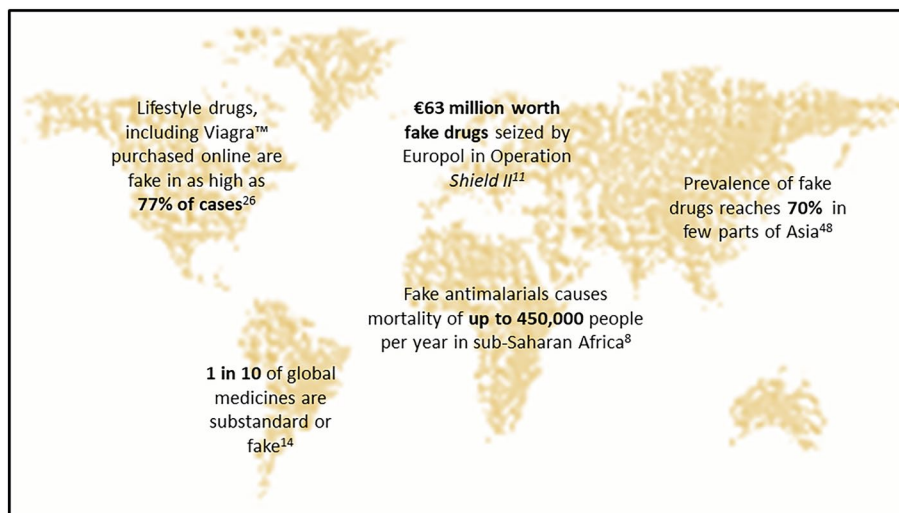 Lifestyle drugs,
including Viagra™
purchased online are
fake in as high as
77% of cases²⁶
€63 million worth
fake drugs seized by
Europol in Operation
Shield II¹¹
Prevalence of fake
drugs reaches 70% in
few parts of Asia⁴⁸
Fake antimalarials causes
mortality of up to 450,000 people
per year in sub-Saharan Africa⁸
1 in 10 of global
medicines are
substandard or
fake¹⁴